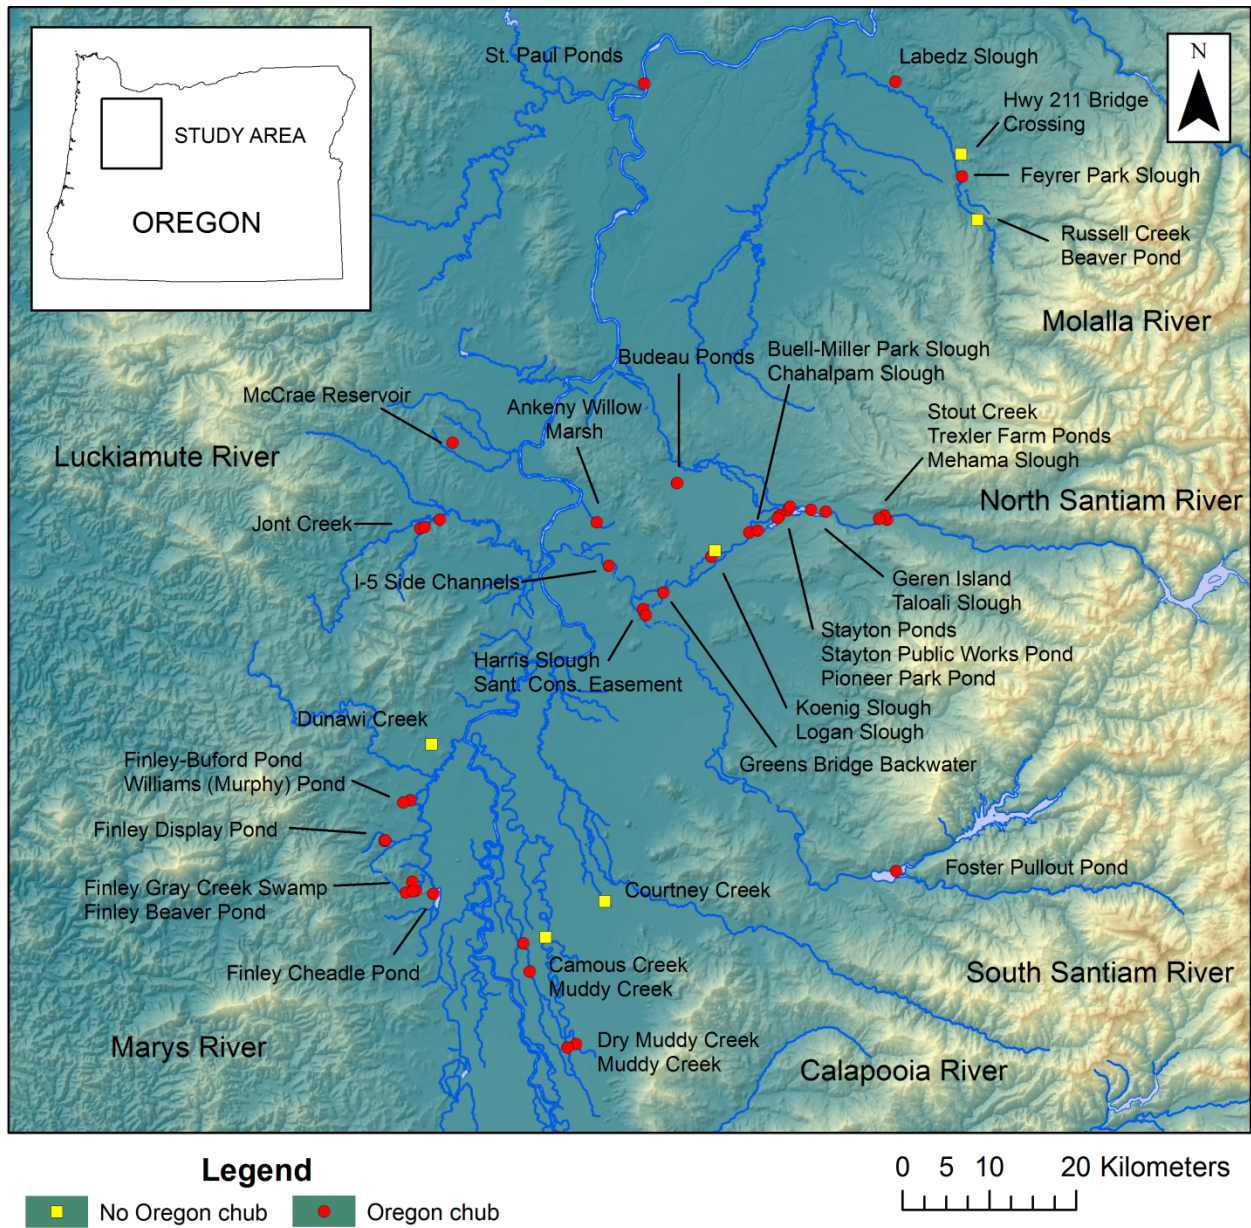 St. Paul Ponds
Labedz Slough
N
Hwy 211 Bridge
Crossing
STUDY AREA
OREGON
Feyrer Park Slough
Russell Creek
Beaver Pond
Molalla River
Budeau Ponds
Buell-Miller Park Slough
Chahalpam Slough
McCrae Reservoir
Ankeny Willow
Marsh
Stout Creek
Trexler Farm Ponds
Mehama Slough
Luckiamute River
North Santiam River
Jont Creek
I-5 Side Channels
Geren Island
Taloali Slough
Stayton Ponds
Stayton Public Works Pond
Pioneer Park Pond
Harris Slough
Sant. Cons. Easement
Koenig Slough
Logan Slough
Dunawi Creek
Greens Bridge Backwater
Finley-Buford Pond
Williams (Murphy) Pond
Finley Display Pond
Foster Pullout Pond
Finley Gray Creek Swamp
Finley Beaver Pond
Courtney Creek
Finley Cheadle Pond
Camous Creek
Muddy Creek
South Santiam River
Marys River
Dry Muddy Creek
Muddy Creek
Calapooia River
Legend
No Oregon chub
Oregon chub
0 5 10 20 Kilometers